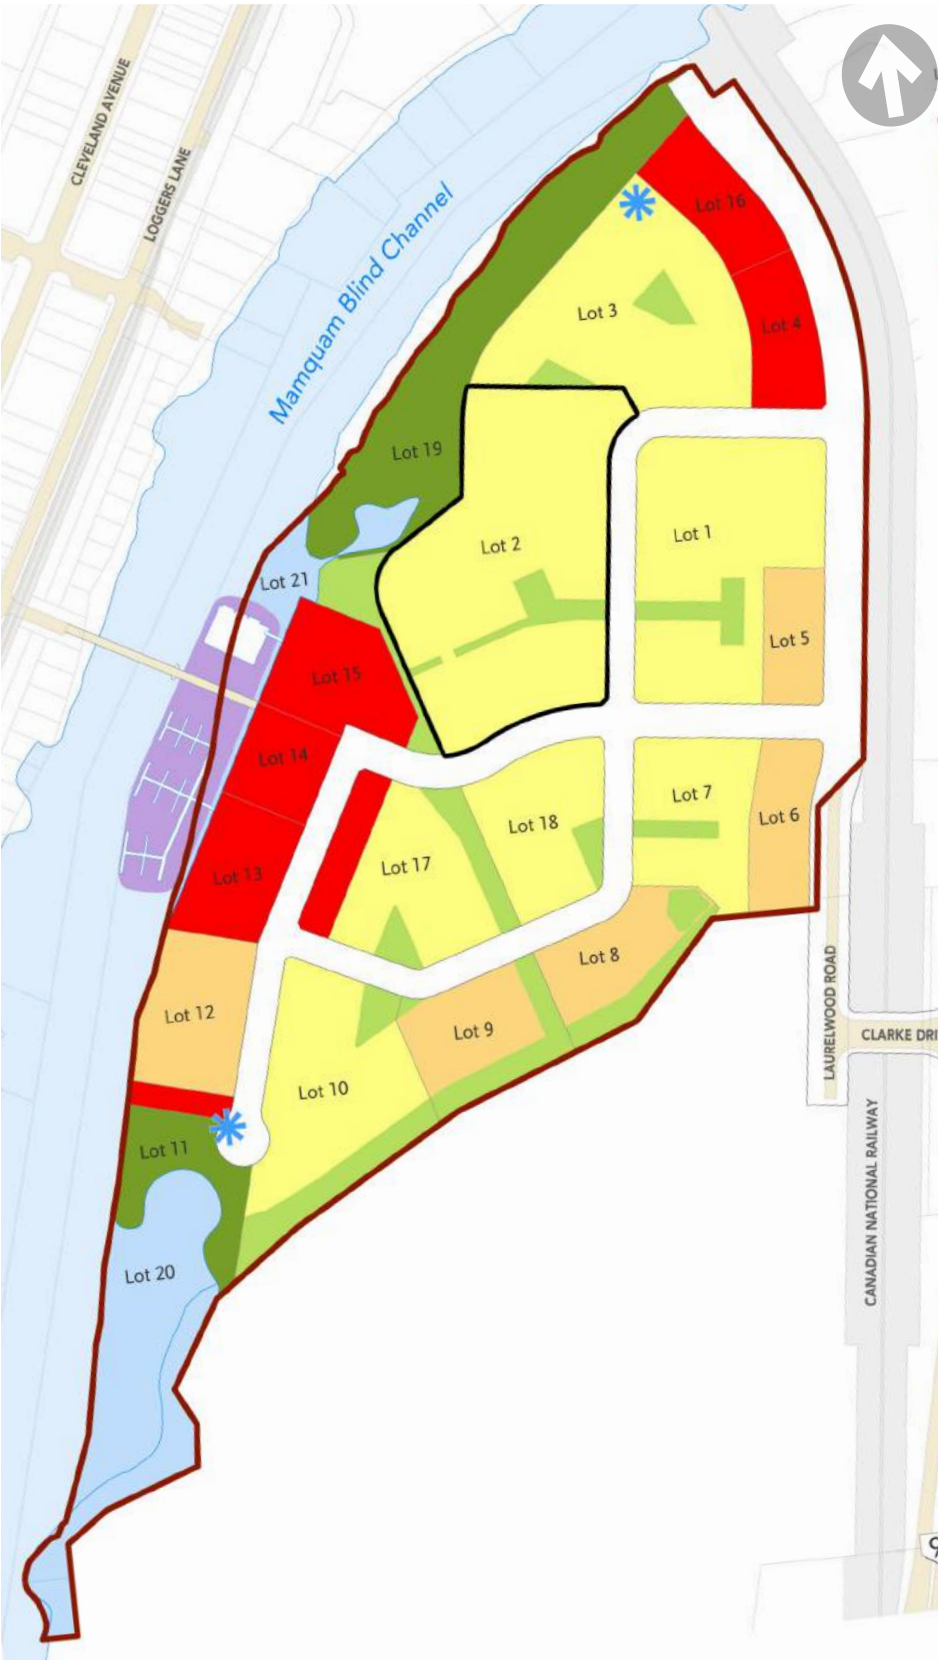 CLEVELAND AVENUE
LOGGERS LANE
Mamquam Blind Channel
Lot 16
Lot 3
Lot 4
Lot 19
Lot 1
Lot 2
Lot 21
Lot 5
Lot 15
Lot 14
Lot 7
Lot 6
Lot 18
Lot 17
Lot 13
Lot 8
Lot 12
Lot 9
LAURELWOOD ROAD
CLARKE DRI
Lot 10
Lot 11
CANADIAN NATIONAL RAILWAY
Lot 20